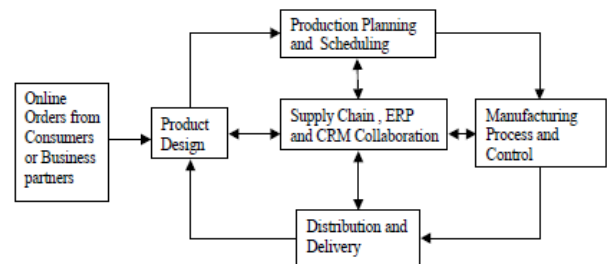 Production Planning
and Scheduling
Online
Orders from
Consumers
or Business
partners
Product
Design
Supply Chain , ERP
and CRM Collaboration
Manufacturing
Process and
Control
Distribution and
Delivery